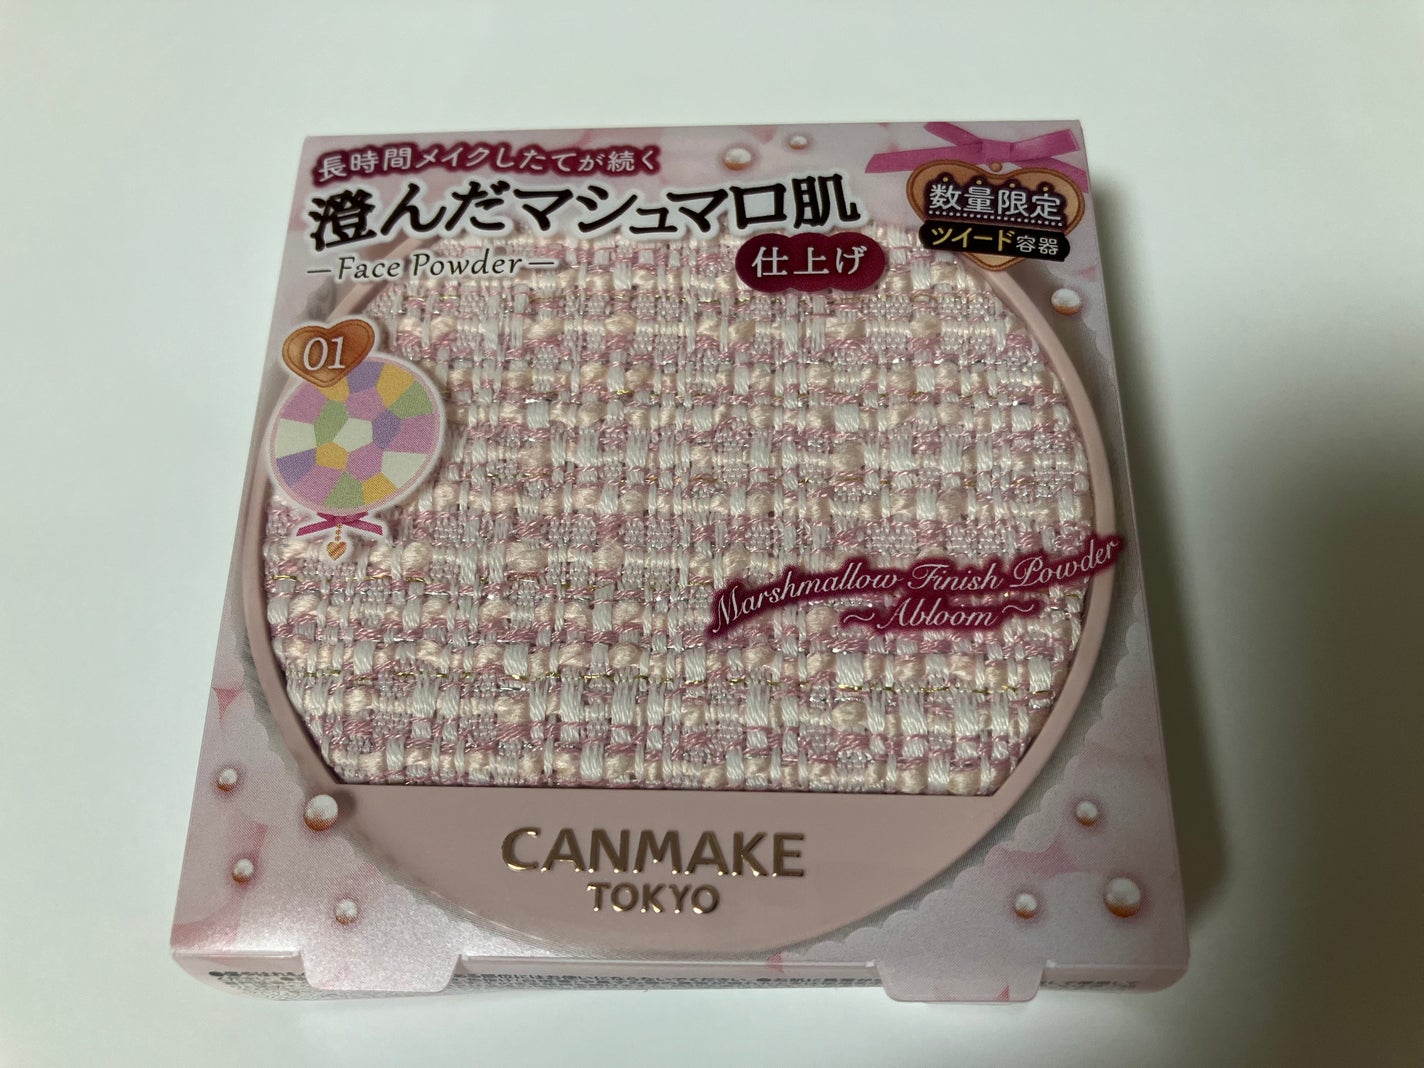 長時間メイクしたてが続く
澄んだマシュマロ肌
仕上げ
—Face Powder—
数量限定
ツイード容器
01
Marshmallow Finish Powder
～Abloom～
CANMAKE
TOKYO